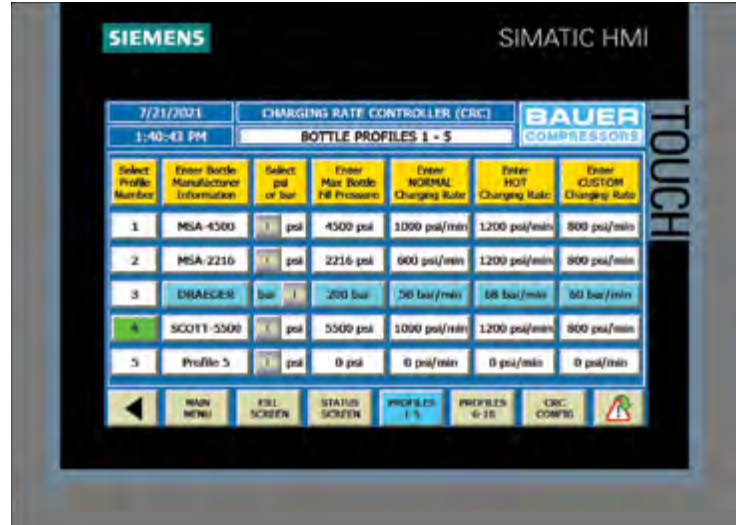 SIEMENS
SIMATIC HMI
TOUCH
7/21/2021
CHARGING RATE CONTROLLER (CRC)
BAUER
COMPRESSORS
1:40:43 PM
BOTTLE PROFILES 1 - 5
Select Profile Number
Enter Bottle Manufacturer Information
Select psi or bar
Enter Max Bottle Fill Pressure
Enter NORMAL Charging Rate
Enter HOT Charging Rate
Enter CUSTOM Charging Rate
1 MSA-4500 psi 4500 psi 1000 psi/min 1200 psi/min 800 psi/min
2 MSA-2216 psi 2216 psi 600 psi/min 1200 psi/min 800 psi/min
3 DRAEGER bar 200 bar bar/min bar/min 60 bar/min
4 SCOTT-5500 psi 5500 psi 1000 psi/min 1200 psi/min 800 psi/min
5 Profile 5 psi 0 psi 0 psi/min 0 psi/min 0 psi/min
MAIN MENU
FILL SCREEN
STATUS SCREEN
PROFILES 1-5
PROFILES 6-10
CRC CONFIG